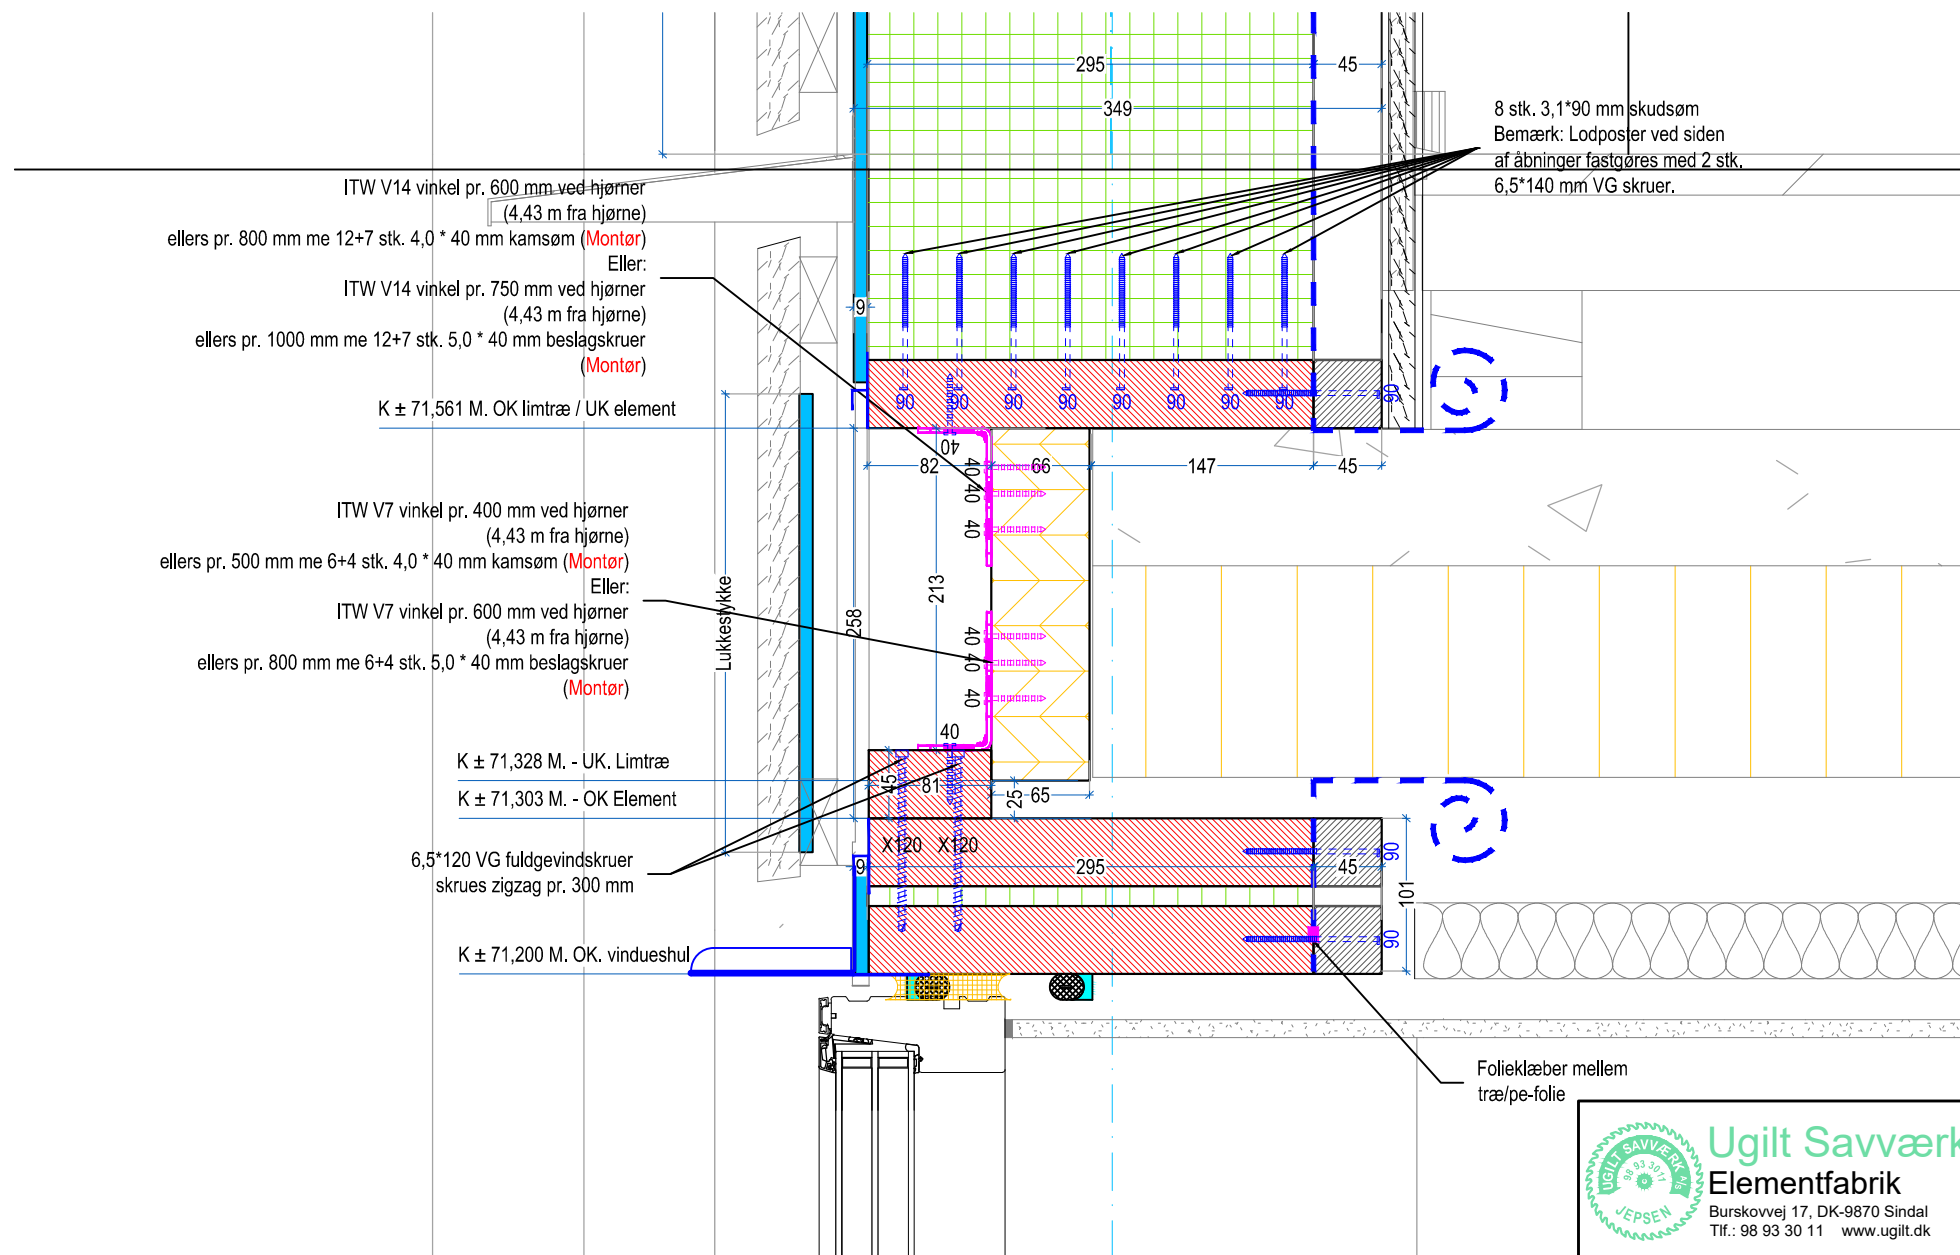 295
45
349
8 stk. 3,1*90 mm skudsøm
Bemærk: Lodposter ved siden
af åbninger fastgøres med 2 stk.
6,5*140 mm VG skruer.
ITW V14 vinkel pr. 600 mm ved hjørner
(4,43 m fra hjørne)
ellers pr. 800 mm me 12+7 stk. 4,0 * 40 mm kamsøm (Montør)
Eller:
ITW V14 vinkel pr. 750 mm ved hjørner
(4,43 m fra hjørne)
ellers pr. 1000 mm me 12+7 stk. 5,0 * 40 mm beslagskruer
(Montør)
9
90 90 90 90 90 90 90 90
90
K ± 71,561 M. OK limtræ / UK element
40
82
66
147
45
40
40
40
ITW V7 vinkel pr. 400 mm ved hjørner
(4,43 m fra hjørne)
ellers pr. 500 mm me 6+4 stk. 4,0 * 40 mm kamsøm (Montør)
Eller:
ITW V7 vinkel pr. 600 mm ved hjørner
(4,43 m fra hjørne)
ellers pr. 800 mm me 6+4 stk. 5,0 * 40 mm beslagskruer
(Montør)
Lukkestykke
258
213
40
40
40
40
K ± 71,328 M. - UK. Limtræ
K ± 71,303 M. - OK Element
45
81
25
65
6,5*120 VG fuldgevindskruer
skrues zigzag pr. 300 mm
X120 X120
9
295
45
90
101
90
K ± 71,200 M. OK. vindueshul
Folieklæber mellem
træ/pe-folie
UGILT SAVVÆRK A/S
98 93 3011
JEPSEN
Ugilt Savværk
Elementfabrik
Burskovvej 17, DK-9870 Sindal
Tlf.: 98 93 30 11 www.ugilt.dk